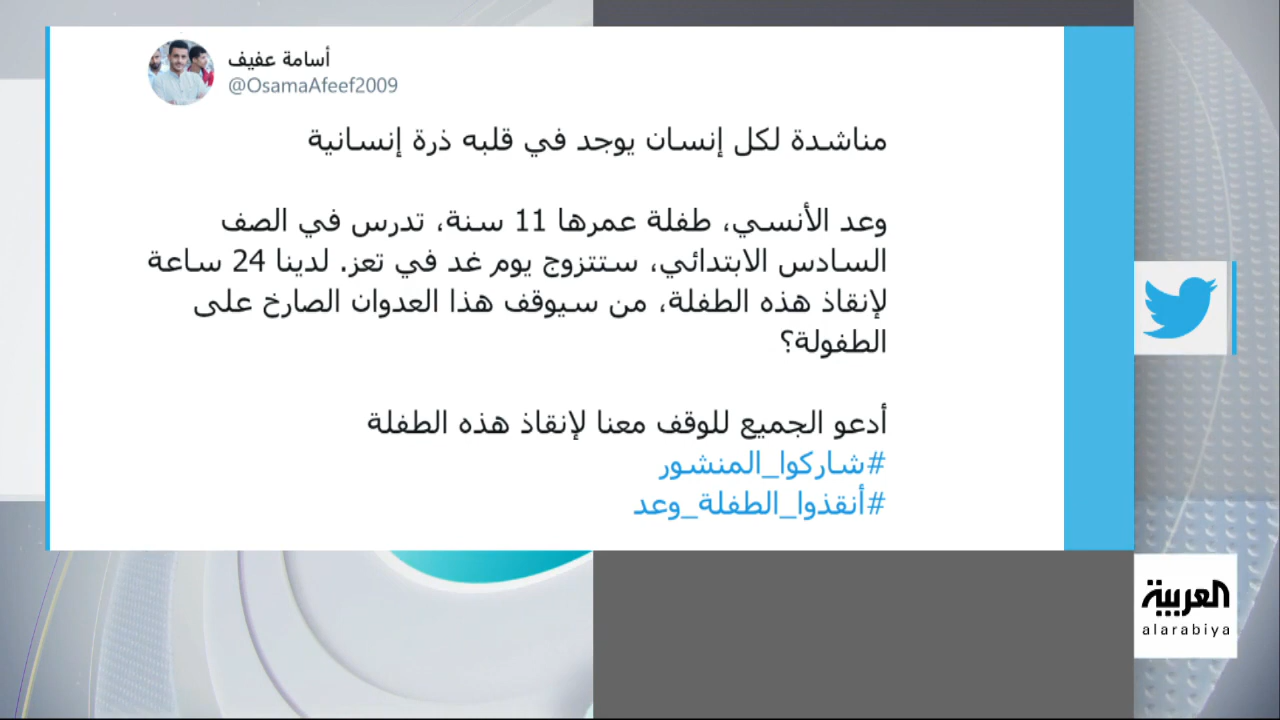 أسامة عفيف
@OsamaAfeef2009
مناشدة لكل إنسان يوجد في قلبه ذرة إنسانية
وعد الأنسي، طفلة عمرها 11 سنة، تدرس في الصف
السادس الابتدائي، ستتزوج يوم غد في تعز. لدينا 24 ساعة
لإنقاذ هذه الطفلة، من سيوقف هذا العدوان الصارخ على
الطفولة؟
أدعو الجميع للوقف معنا لإنقاذ هذه الطفلة
#شاركوا_المنشور
#أنقذوا_الطفلة_وعد
العربية
alarabiya